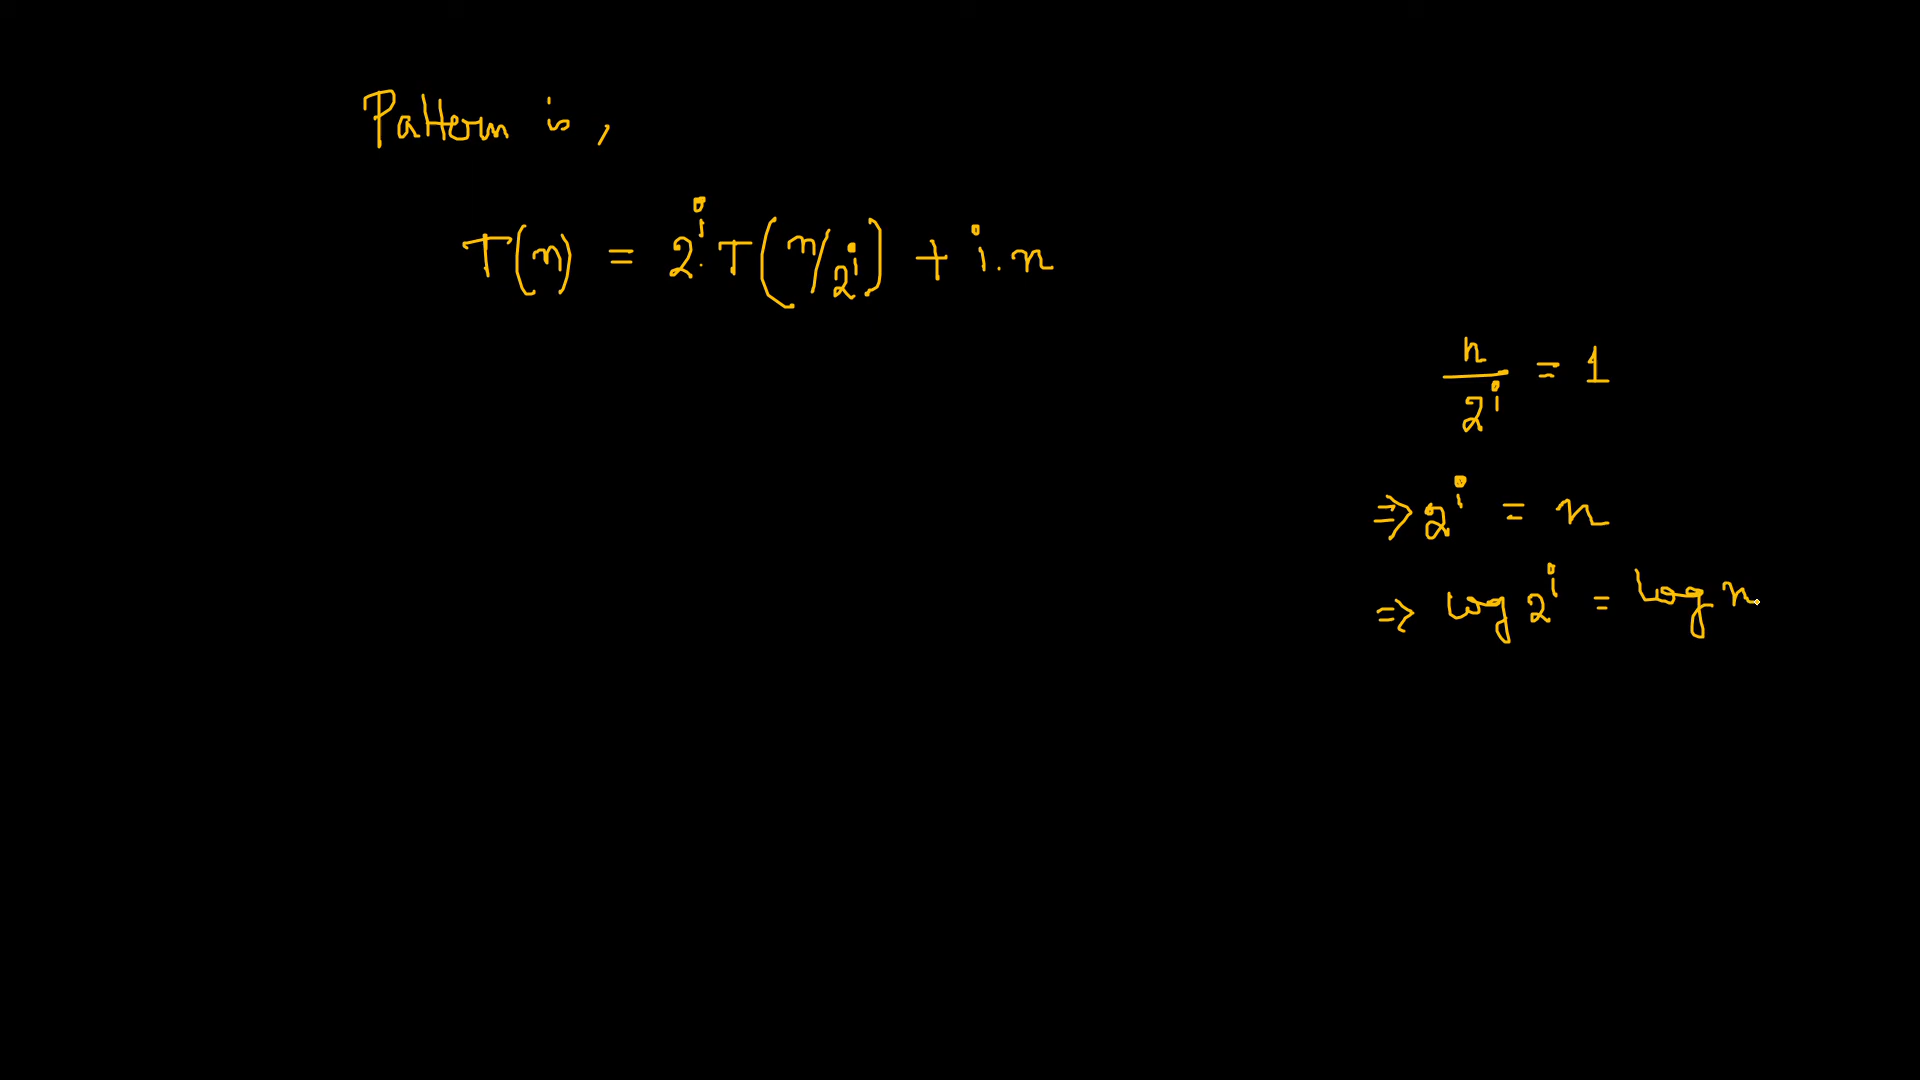 Pattern is,
T(n) = 2^i.T(n/2^i) + i.n
n/2^i = 1
⇒ 2^i = n
⇒ log 2^i = log n